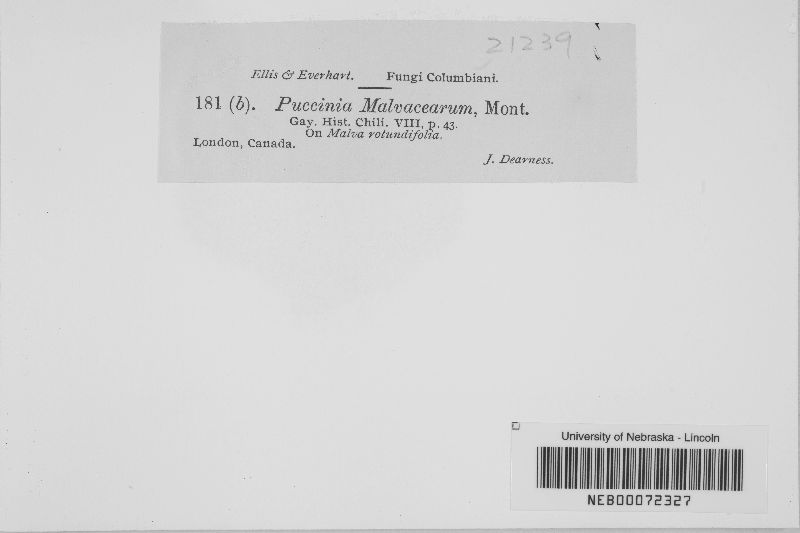 21239
Ellis & Everhart. Fungi Columbiani.
181 (b). Puccinia Malvacearum, Mont.
Gay. Hist. Chili. VIII, p. 43.
On Malva rotundifolia.
London, Canada.
J. Dearness.
University of Nebraska - Lincoln
NEB00072327